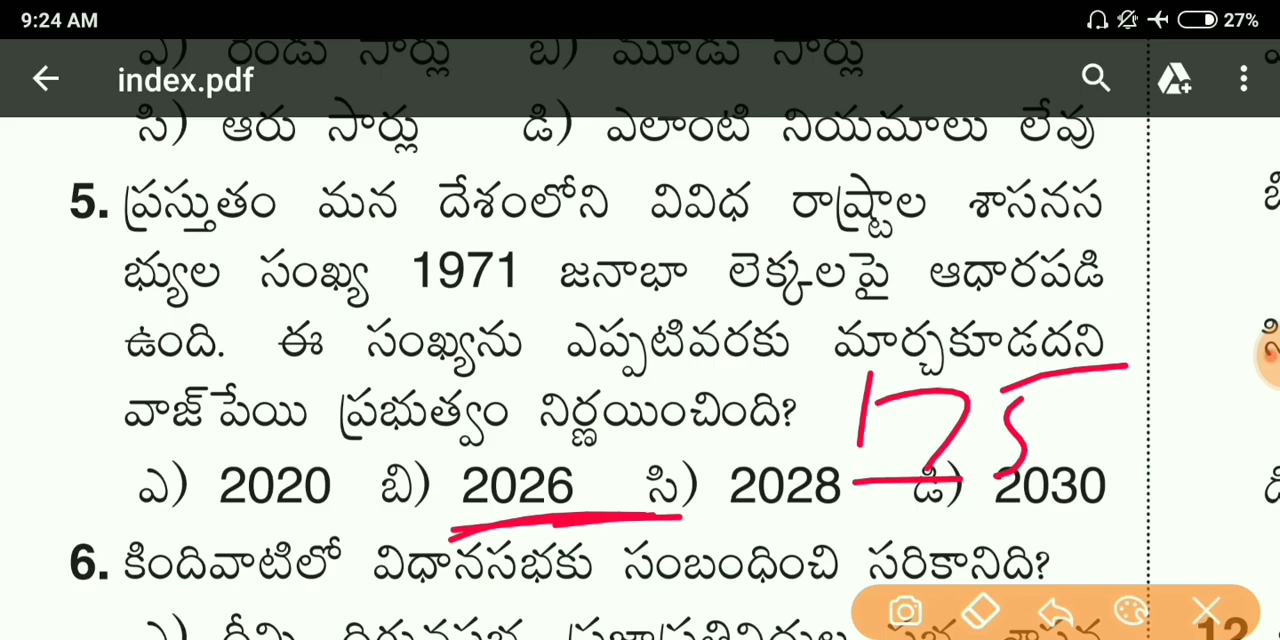 9:24 AM 27%
ఎ) రెండు సార్లు బి) మూడు సార్లు
index.pdf
సి) ఆరు సార్లు డి) ఎలాంటి నియమాలు లేవు
5. ప్రస్తుతం మన దేశంలోని వివిధ రాష్ట్రాల శాసనస
భ్యుల సంఖ్య 1971 జనాభా లెక్కలపై ఆధారపడి
ఉంది. ఈ సంఖ్యను ఎప్పటివరకు మార్చకూడదని
వాజ్‌పేయి ప్రభుత్వం నిర్ణయించింది?
175
ఎ) 2020 బి) 2026 సి) 2028 డి) 2030
6. కిందివాటిలో విధానసభకు సంబంధించి సరికానిది?
12